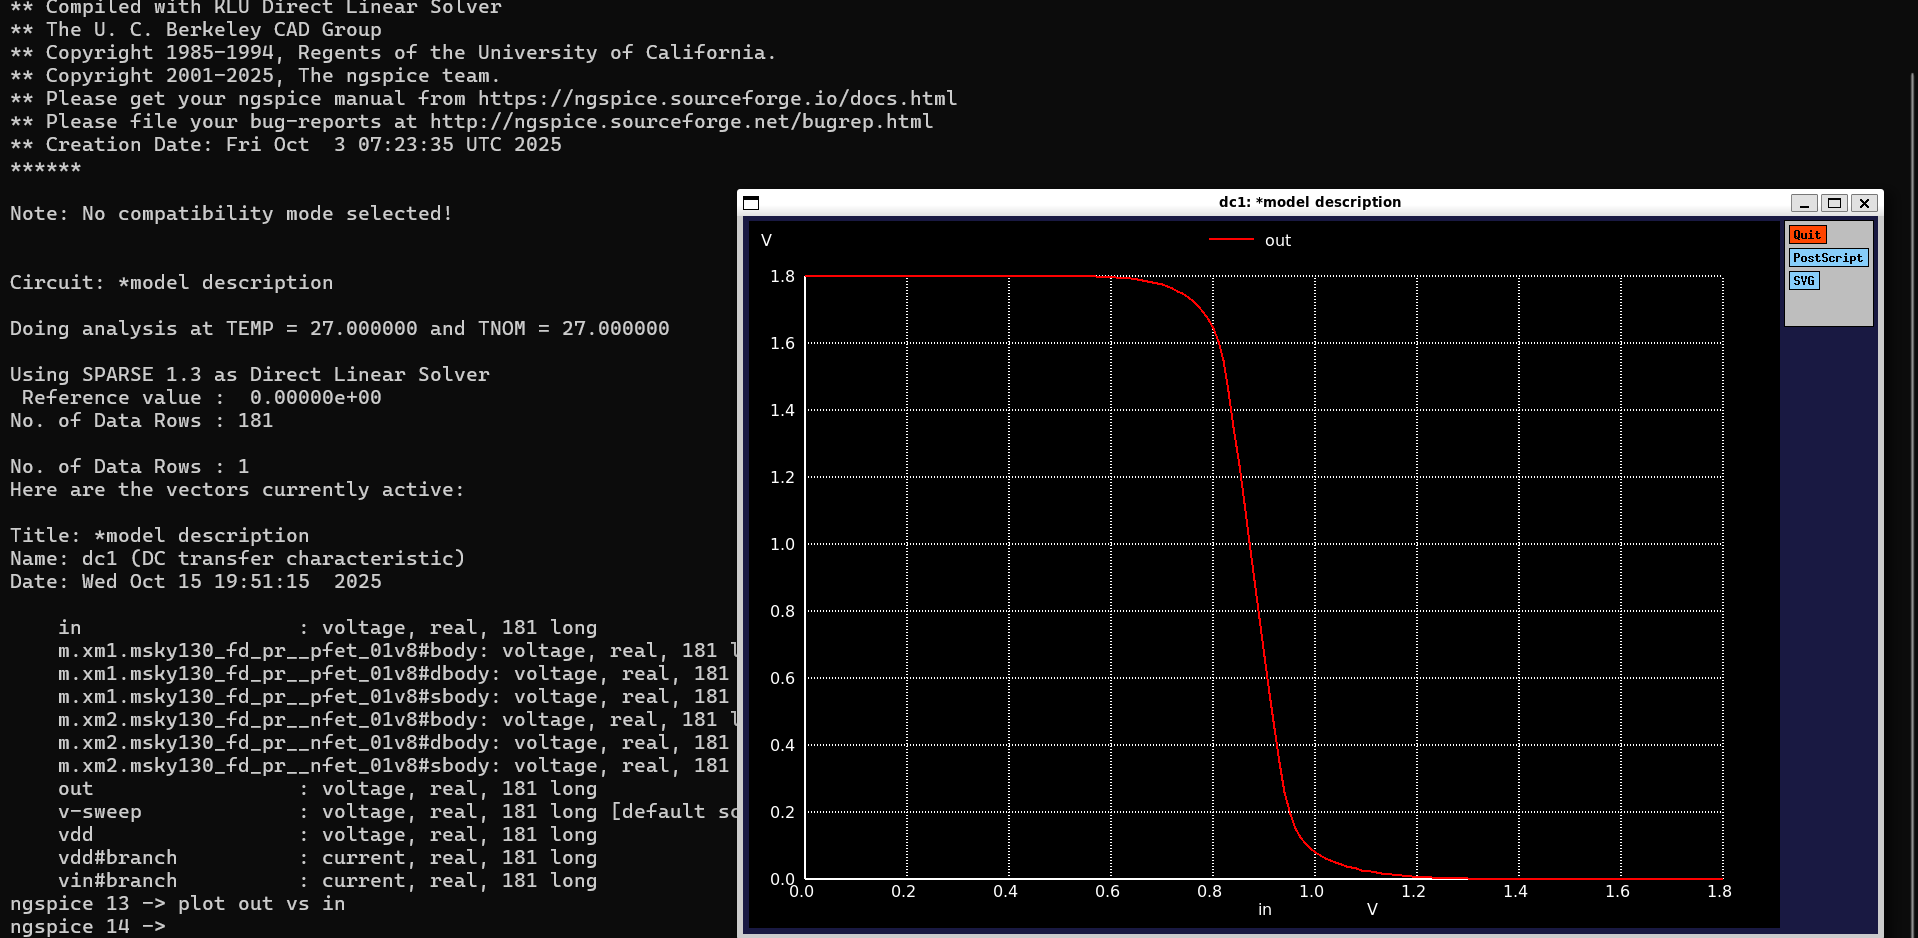 ** Compiled with KLU Direct Linear Solver
** The U. C. Berkeley CAD Group
** Copyright 1985-1994, Regents of the University of California.
** Copyright 2001-2025, The ngspice team.
** Please get your ngspice manual from https://ngspice.sourceforge.io/docs.html
** Please file your bug-reports at http://ngspice.sourceforge.net/bugrep.html
** Creation Date: Fri Oct  3 07:23:35 UTC 2025
******
Note: No compatibility mode selected!
Circuit: *model description
Doing analysis at TEMP = 27.000000 and TNOM = 27.000000
Using SPARSE 1.3 as Direct Linear Solver
Reference value :  0.00000e+00
No. of Data Rows : 181
No. of Data Rows : 1
Here are the vectors currently active:
Title: *model description
Name: dc1 (DC transfer characteristic)
Date: Wed Oct 15 19:51:15  2025
in : voltage, real, 181 long
m.xm1.msky130_fd_pr__pfet_01v8#body: voltage, real, 181 l
m.xm1.msky130_fd_pr__pfet_01v8#dbody: voltage, real, 181
m.xm1.msky130_fd_pr__pfet_01v8#sbody: voltage, real, 181
m.xm2.msky130_fd_pr__nfet_01v8#body: voltage, real, 181 l
m.xm2.msky130_fd_pr__nfet_01v8#dbody: voltage, real, 181
m.xm2.msky130_fd_pr__nfet_01v8#sbody: voltage, real, 181
out : voltage, real, 181 long
v-sweep : voltage, real, 181 long [default sc
vdd : voltage, real, 181 long
vdd#branch : current, real, 181 long
vin#branch : current, real, 181 long
ngspice 13 -> plot out vs in
ngspice 14 ->
dc1: *model description
V
out
Quit
PostScript
SVG
1.8
1.6
1.4
1.2
1.0
0.8
0.6
0.4
0.2
0.0
0.0 0.2 0.4 0.6 0.8 1.0 1.2 1.4 1.6 1.8
in V